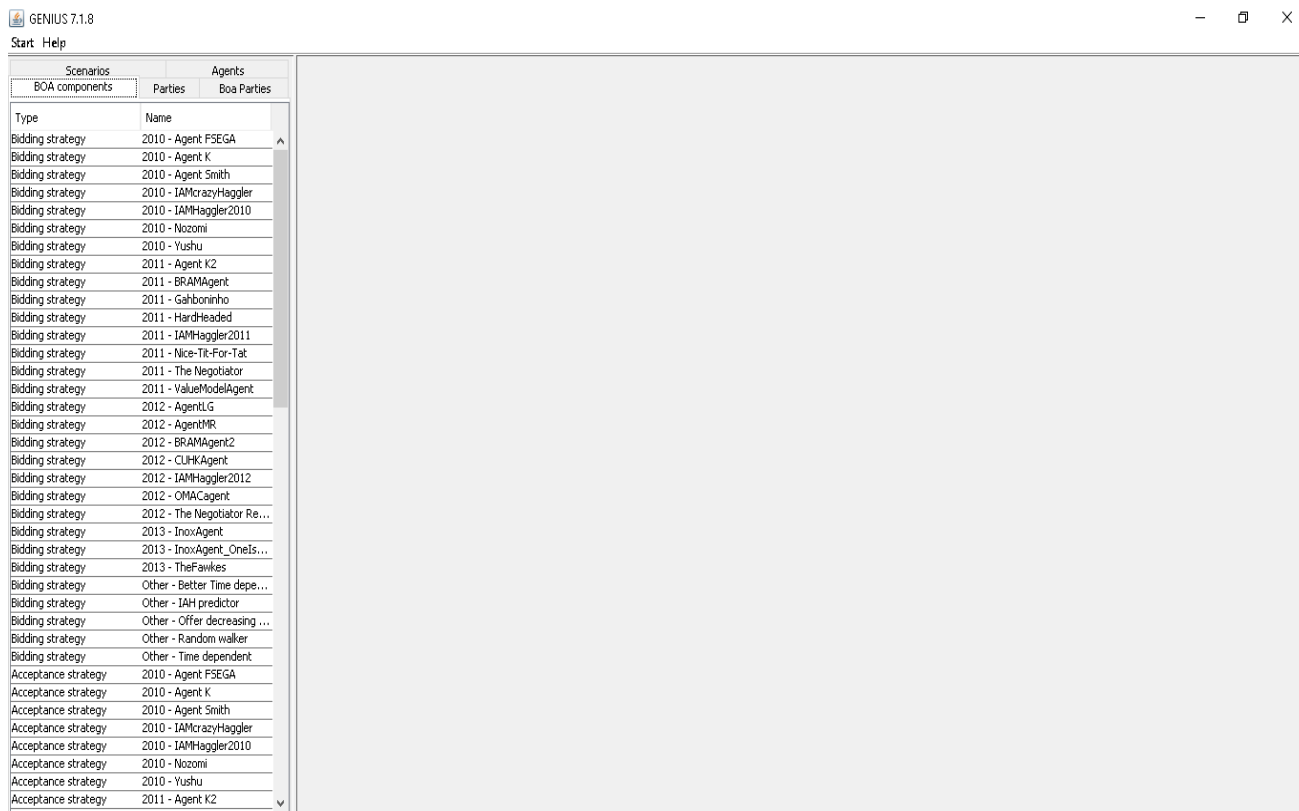 GENIUS 7.1.8
Start Help
Scenarios Agents
BOA components Parties Boa Parties
Type Name
Bidding strategy 2010 - Agent FSEGA
Bidding strategy 2010 - Agent K
Bidding strategy 2010 - Agent Smith
Bidding strategy 2010 - IAMcrazyHaggler
Bidding strategy 2010 - IAMHaggler2010
Bidding strategy 2010 - Nozomi
Bidding strategy 2010 - Yushu
Bidding strategy 2011 - Agent K2
Bidding strategy 2011 - BRAMAgent
Bidding strategy 2011 - Gahboninho
Bidding strategy 2011 - HardHeaded
Bidding strategy 2011 - IAMHaggler2011
Bidding strategy 2011 - Nice-Tit-For-Tat
Bidding strategy 2011 - The Negotiator
Bidding strategy 2011 - ValueModelAgent
Bidding strategy 2012 - AgentLG
Bidding strategy 2012 - AgentMR
Bidding strategy 2012 - BRAMAgent2
Bidding strategy 2012 - CUHKAgent
Bidding strategy 2012 - IAMHaggler2012
Bidding strategy 2012 - OMACagent
Bidding strategy 2012 - The Negotiator Re...
Bidding strategy 2013 - InoxAgent
Bidding strategy 2013 - InoxAgent_OneIs...
Bidding strategy 2013 - TheFawkes
Bidding strategy Other - Better Time depe...
Bidding strategy Other - IAH predictor
Bidding strategy Other - Offer decreasing ...
Bidding strategy Other - Random walker
Bidding strategy Other - Time dependent
Acceptance strategy 2010 - Agent FSEGA
Acceptance strategy 2010 - Agent K
Acceptance strategy 2010 - Agent Smith
Acceptance strategy 2010 - IAMcrazyHaggler
Acceptance strategy 2010 - IAMHaggler2010
Acceptance strategy 2010 - Nozomi
Acceptance strategy 2010 - Yushu
Acceptance strategy 2011 - Agent K2